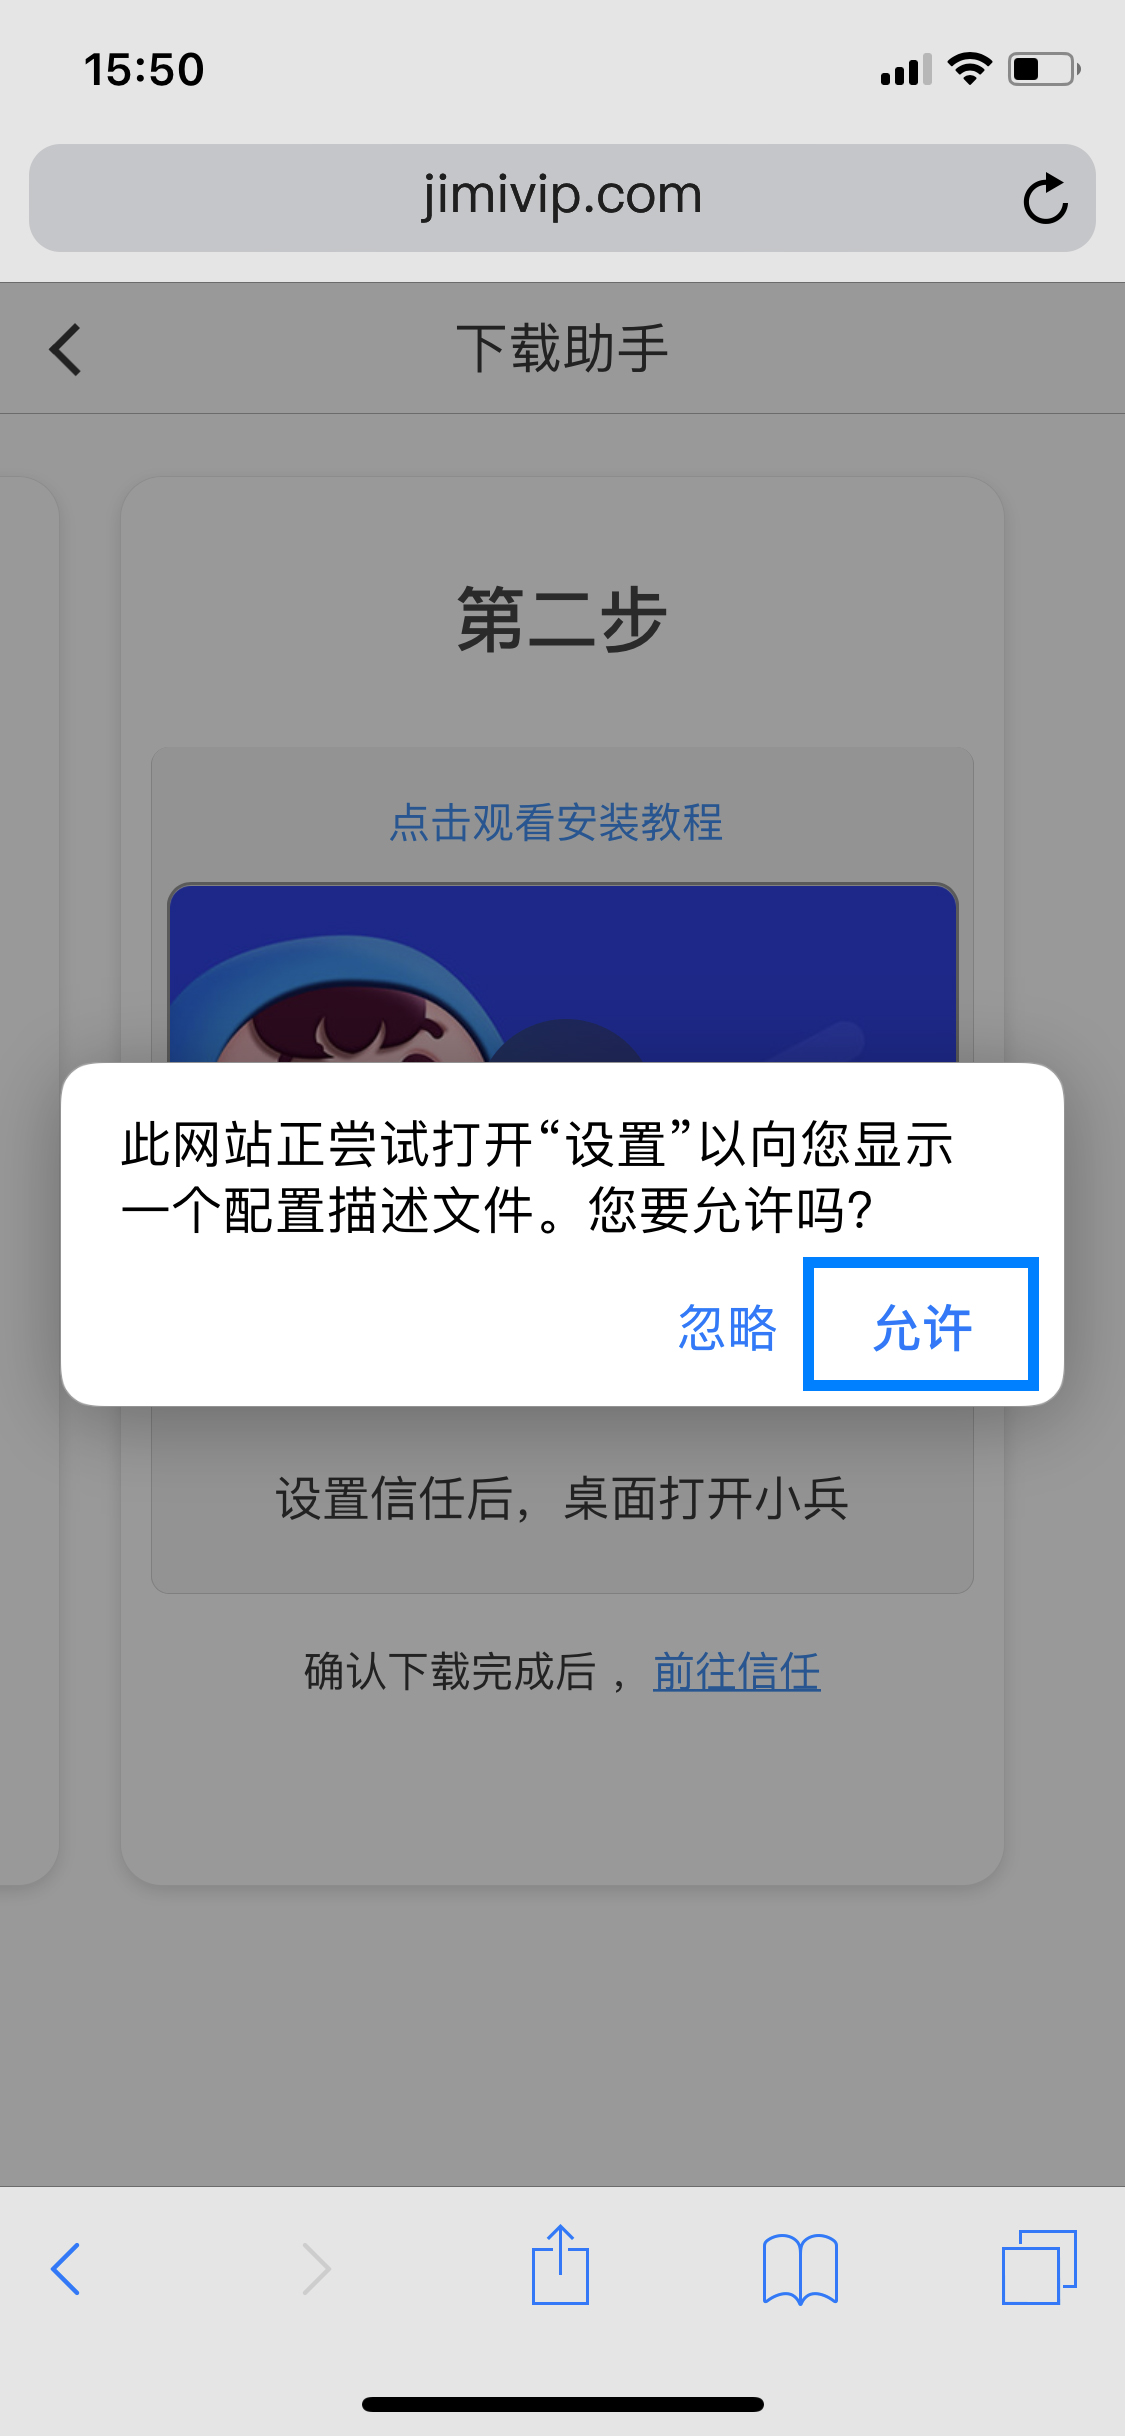 15:50
jimivip.com
下载助手
第二步
点击观看安装教程
此网站正尝试打开“设置”以向您显示
一个配置描述文件。您要允许吗?
忽略
允许
设置信任后，桌面打开小兵
确认下载完成后 ，前往信任